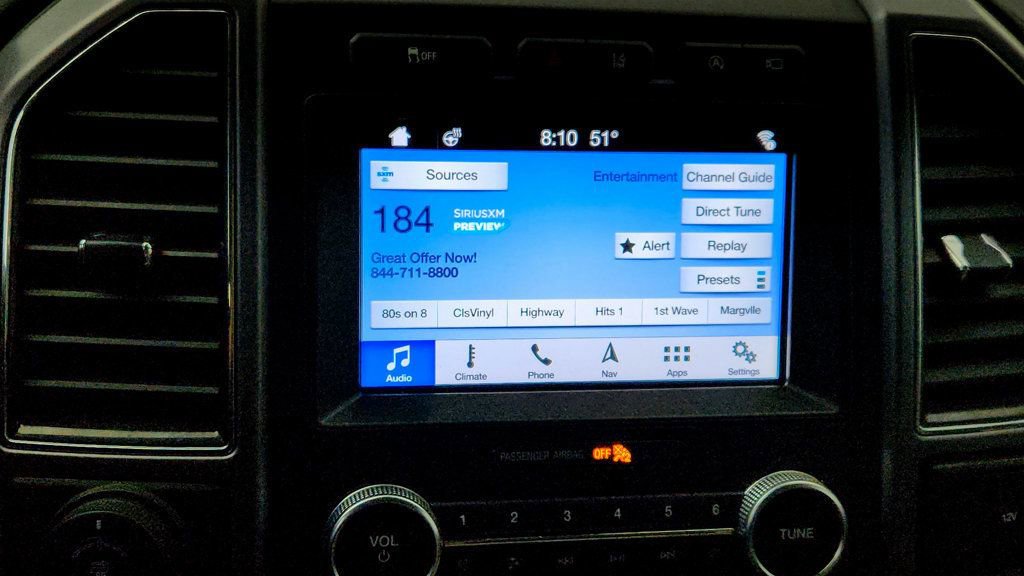 OFF
8:10 51°
sxm Sources
Entertainment Channel Guide
184 SIRIUSXM
PREVIEW
Direct Tune
Alert Replay
Great Offer Now!
844-711-8800
Presets
80s on 8 ClsVinyl Highway Hits 1 1st Wave Margvlle
Audio Climate Phone Nav Apps Settings
PASSENGER AIRBAG OFF
VOL 1 2 3 4 5 6 TUNE
12V